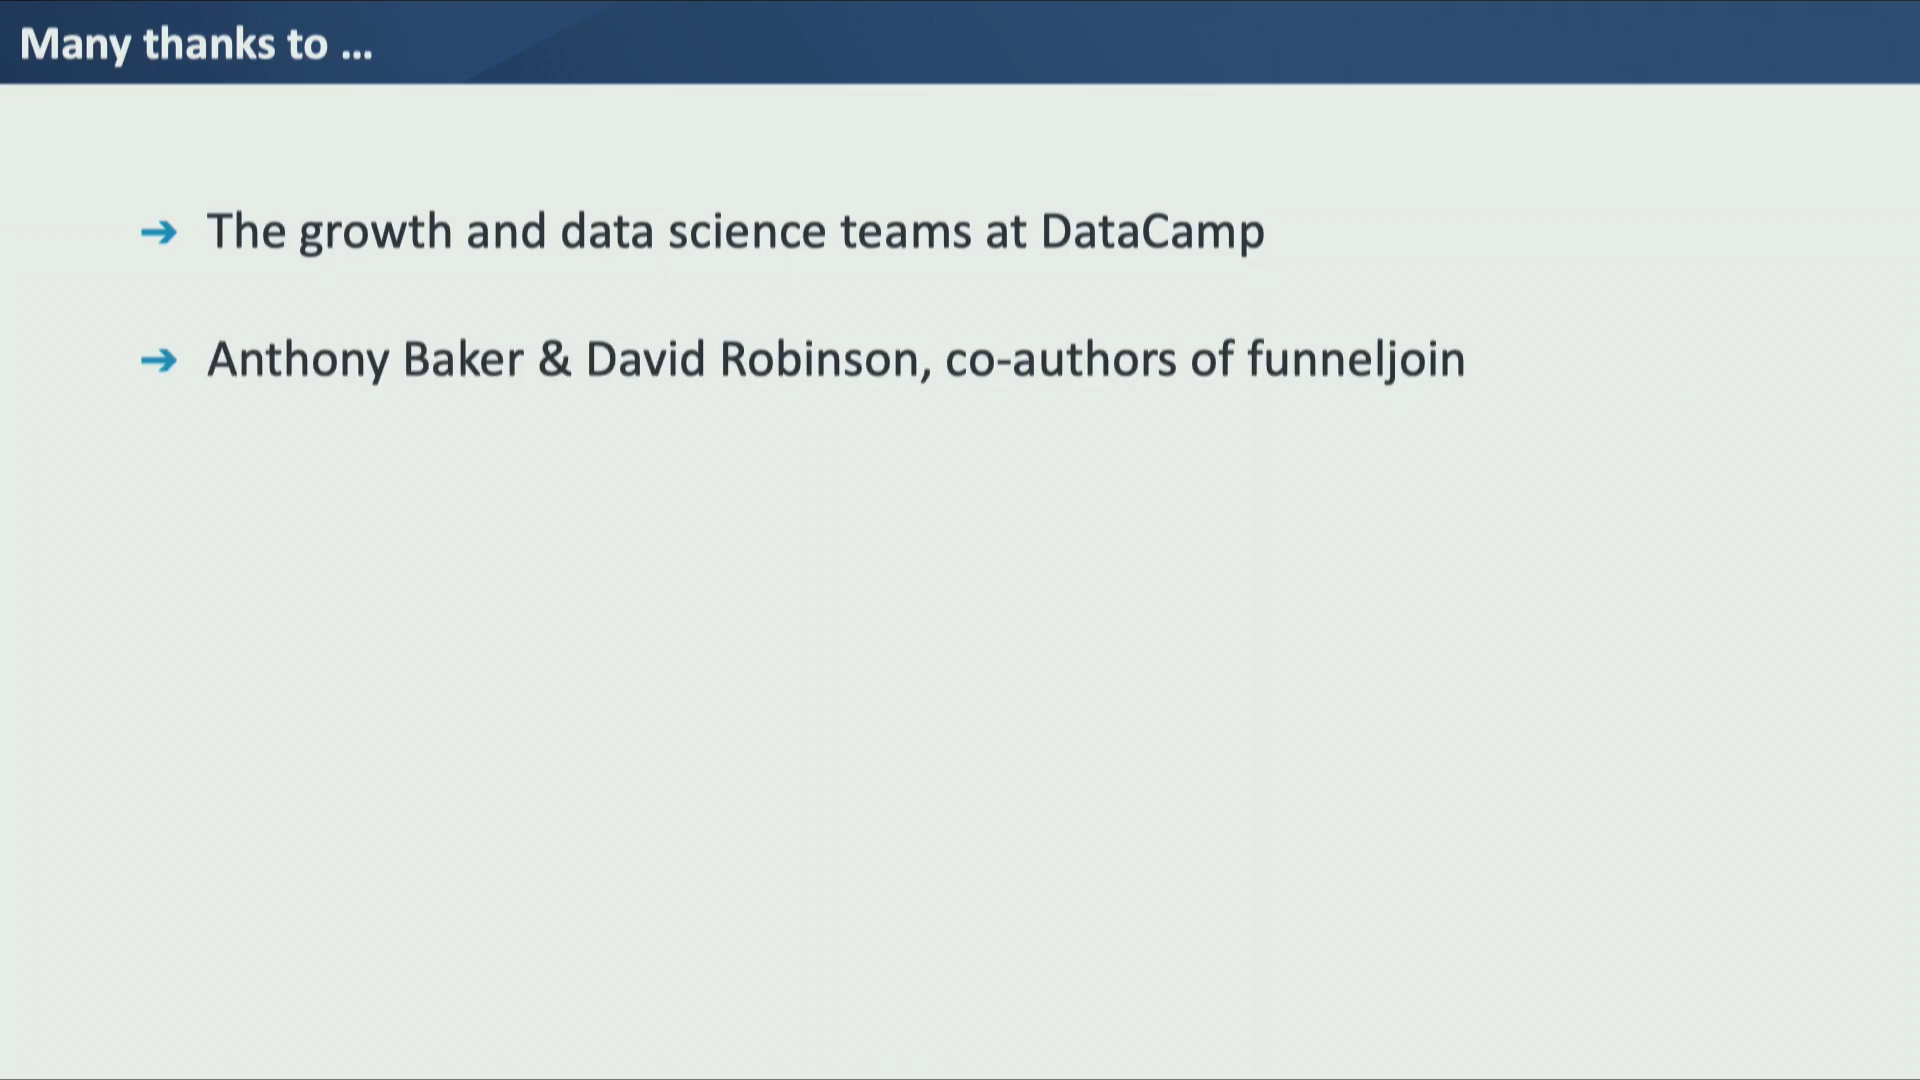 Many thanks to ...
➔ The growth and data science teams at DataCamp
➔ Anthony Baker & David Robinson, co-authors of funneljoin